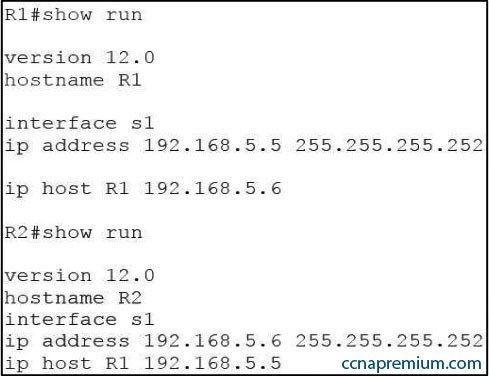 R1#show run
version 12.0
hostname R1
interface s1
ip address 192.168.5.5 255.255.255.252
ip host R1 192.168.5.6
R2#show run
version 12.0
hostname R2
interface s1
ip address 192.168.5.6 255.255.255.252
ip host R1 192.168.5.5
ccnapremium.com